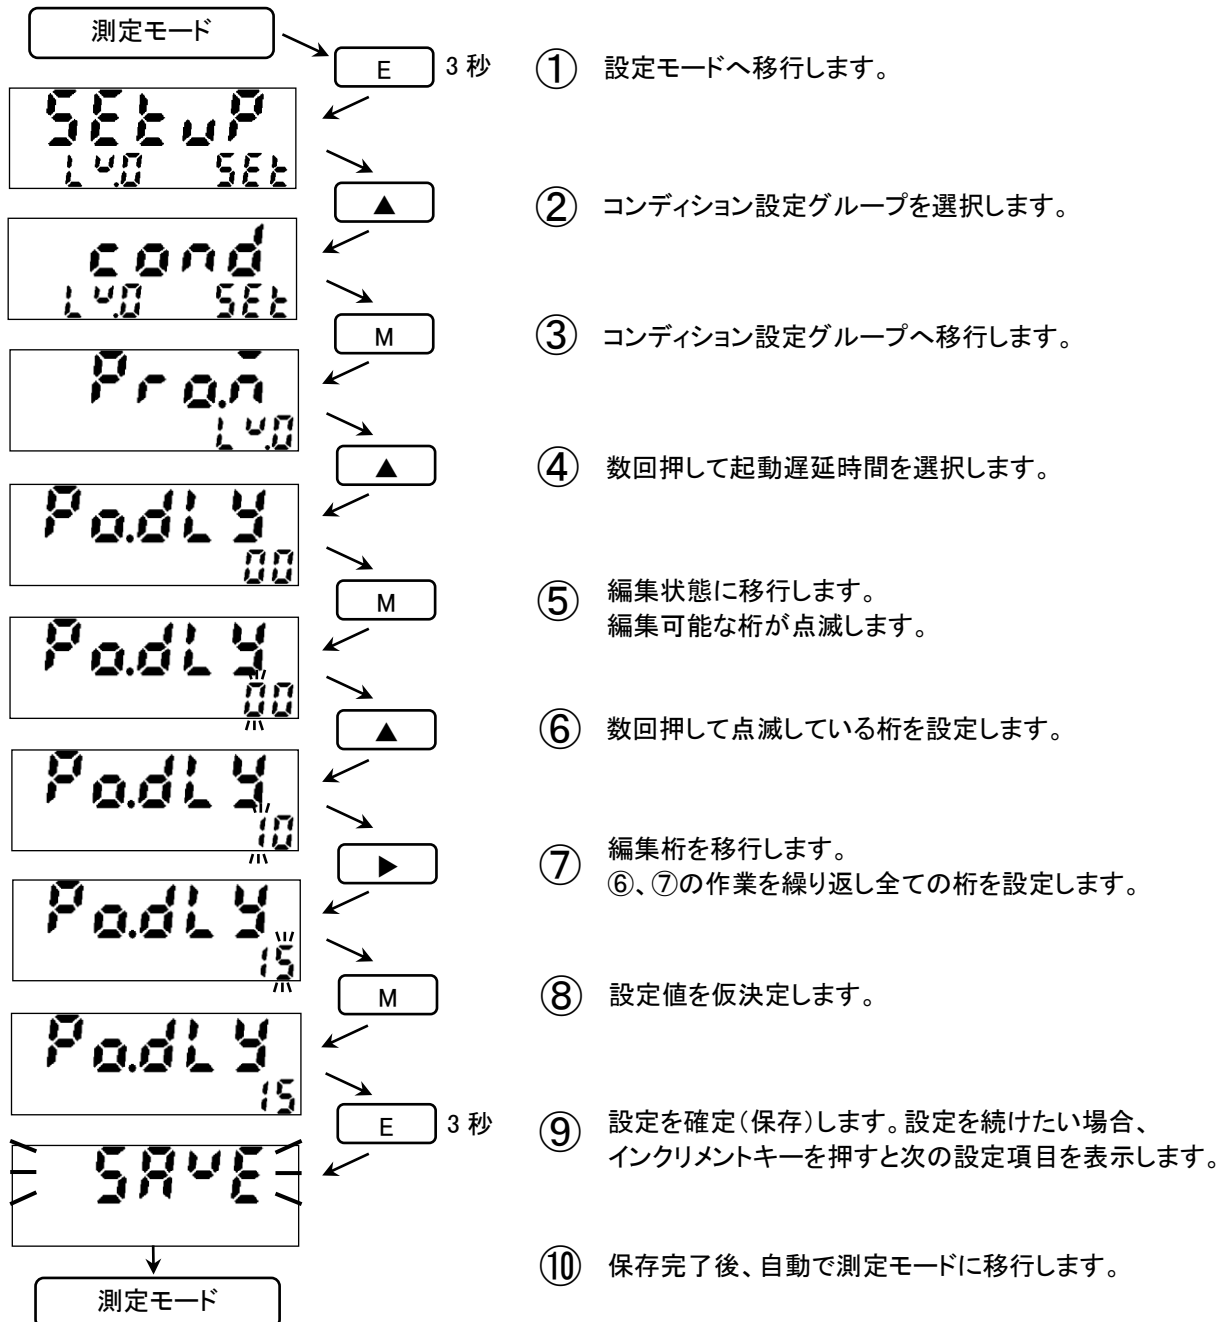 測定モード
E 3 秒 ① 設定モードへ移行します。
SEtuP
Lv.0 SEt
▲ ② コンディション設定グループを選択します。
cond
Lv.0 SEt
M ③ コンディション設定グループへ移行します。
Pro.m
Lv.0
▲ ④ 数回押して起動遅延時間を選択します。
Po.dLY
00
M ⑤ 編集状態に移行します。
編集可能な桁が点滅します。
Po.dLY
00
▲ ⑥ 数回押して点滅している桁を設定します。
Po.dLY
10
▶ ⑦ 編集桁を移行します。
⑥、⑦の作業を繰り返し全ての桁を設定します。
Po.dLY
15
M ⑧ 設定値を仮決定します。
Po.dLY
15
E 3 秒 ⑨ 設定を確定(保存)します。設定を続けたい場合、
インクリメントキーを押すと次の設定項目を表示します。
SAvE
⑩ 保存完了後、自動で測定モードに移行します。
測定モード